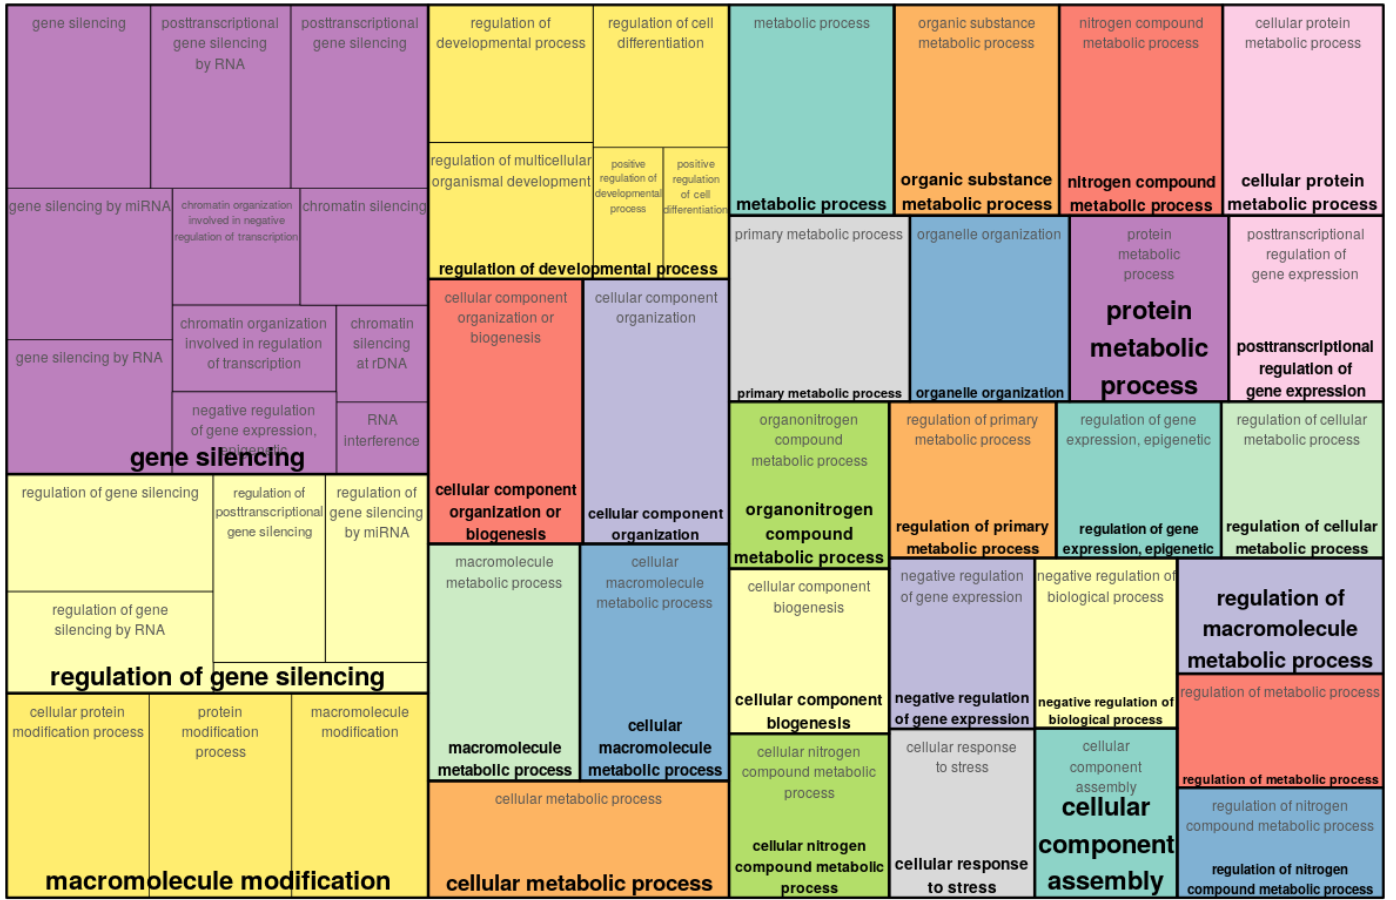 gene silencing
posttranscriptional
gene silencing
by RNA
posttranscriptional
gene silencing
gene silencing by miRNA
chromatin organization
involved in negative
regulation of transcription
chromatin silencing
gene silencing by RNA
chromatin organization
involved in regulation
of transcription
chromatin
silencing
at rDNA
negative regulation
of gene expression,
epigenetic
RNA
interference
gene silencing
regulation of gene silencing
regulation of
posttranscriptional
gene silencing
regulation of
gene silencing
by miRNA
regulation of gene
silencing by RNA
regulation of gene silencing
cellular protein
modification process
protein
modification
process
macromolecule
modification
macromolecule modification
regulation of
developmental process
regulation of cell
differentiation
regulation of multicellular
organismal development
positive
regulation of
developmental
process
positive
regulation
of cell
differentiation
regulation of developmental process
cellular component
organization or
biogenesis
cellular component
organization or
biogenesis
cellular component
organization
cellular component
organization
macromolecule
metabolic process
macromolecule
metabolic process
cellular
macromolecule
metabolic process
cellular
macromolecule
metabolic process
cellular metabolic process
cellular metabolic process
metabolic process
metabolic process
organic substance
metabolic process
organic substance
metabolic process
nitrogen compound
metabolic process
nitrogen compound
metabolic process
cellular protein
metabolic process
cellular protein
metabolic process
primary metabolic process
primary metabolic process
organelle organization
organelle organization
protein
metabolic
process
protein
metabolic
process
posttranscriptional
regulation of
gene expression
posttranscriptional
regulation of
gene expression
organonitrogen
compound
metabolic process
organonitrogen
compound
metabolic process
regulation of primary
metabolic process
regulation of primary
metabolic process
regulation of gene
expression, epigenetic
regulation of gene
expression, epigenetic
regulation of cellular
metabolic process
regulation of cellular
metabolic process
cellular component
biogenesis
cellular component
biogenesis
negative regulation
of gene expression
negative regulation
of gene expression
negative regulation of
biological process
negative regulation of
biological process
regulation of
macromolecule
metabolic process
regulation of metabolic process
regulation of metabolic process
cellular nitrogen
compound metabolic
process
cellular nitrogen
compound metabolic
process
cellular response
to stress
cellular response
to stress
cellular
component
assembly
cellular
component
assembly
regulation of nitrogen
compound metabolic process
regulation of nitrogen
compound metabolic process